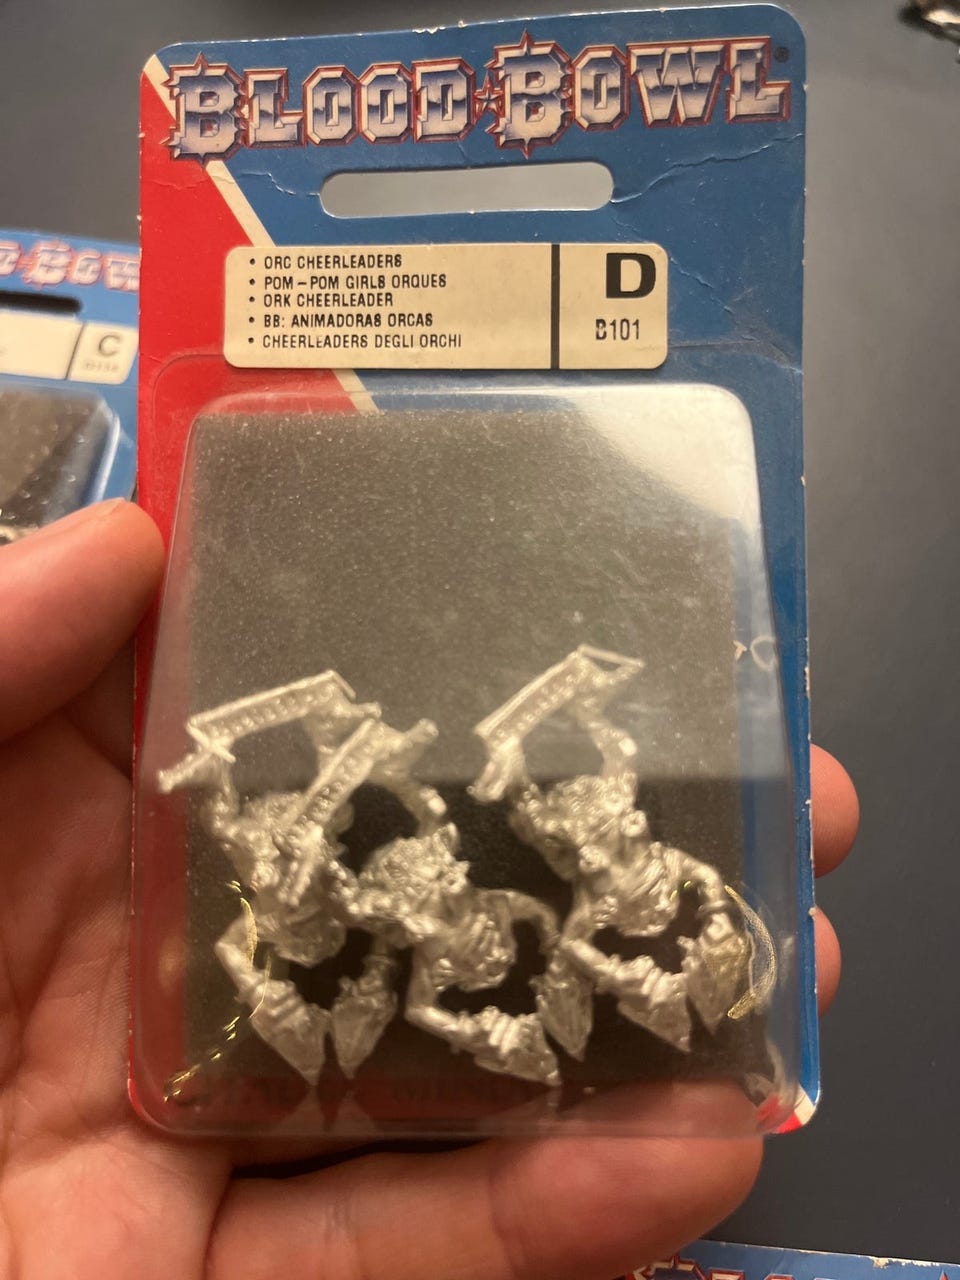 BLOOD BOWL®
• ORC CHEERLEADERS
• POM-POM GIRLS ORQUES
• ORK CHEERLEADER
• BB: ANIMADORAS ORCAS
• CHEERLEADERS DEGLI ORCHI
D
B101
C